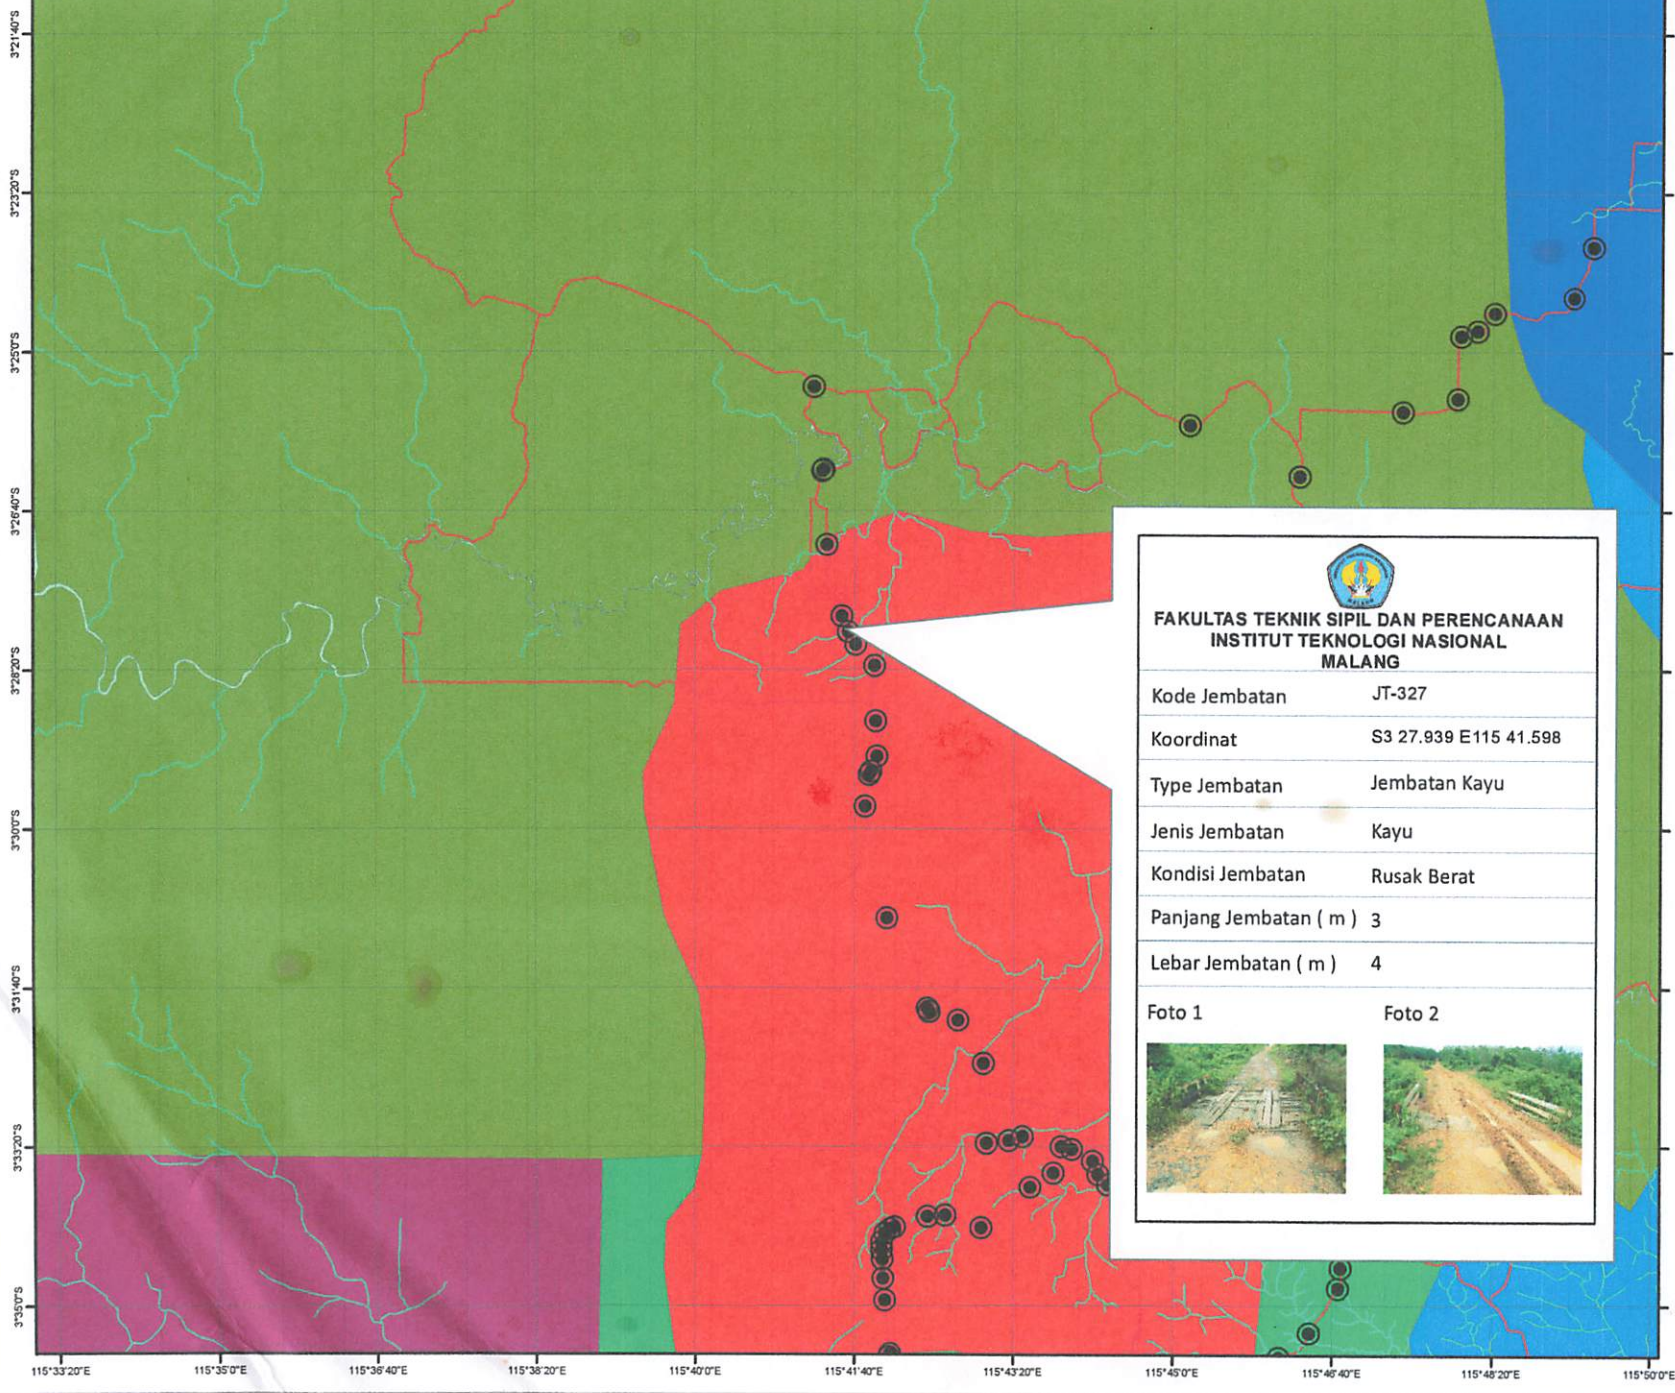 3°21'40"S
3°23'20"S
3°25'0"S
3°26'40"S
3°28'20"S
3°30'0"S
3°31'40"S
3°33'20"S
3°35'0"S
FAKULTAS TEKNIK SIPIL DAN PERENCANAAN
INSTITUT TEKNOLOGI NASIONAL
MALANG
Kode Jembatan JT-327
Koordinat S3 27.939 E115 41.598
Type Jembatan Jembatan Kayu
Jenis Jembatan Kayu
Kondisi Jembatan Rusak Berat
Panjang Jembatan ( m ) 3
Lebar Jembatan ( m ) 4
Foto 1 Foto 2
115°33'20"E 115°35'0"E 115°36'40"E 115°38'20"E 115°40'0"E 115°41'40"E 115°43'20"E 115°45'0"E 115°46'40"E 115°48'20"E 115°50'0"E